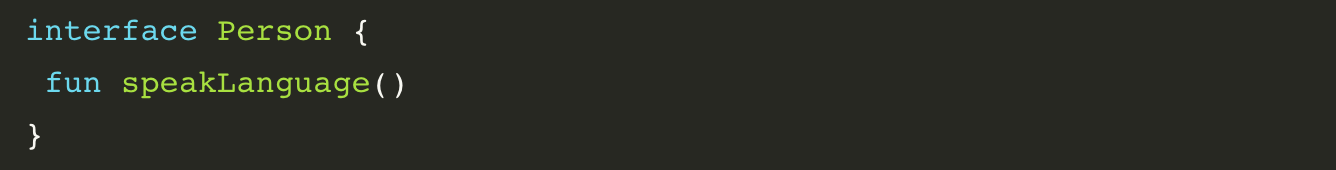 interface Person {
 fun speakLanguage()
}